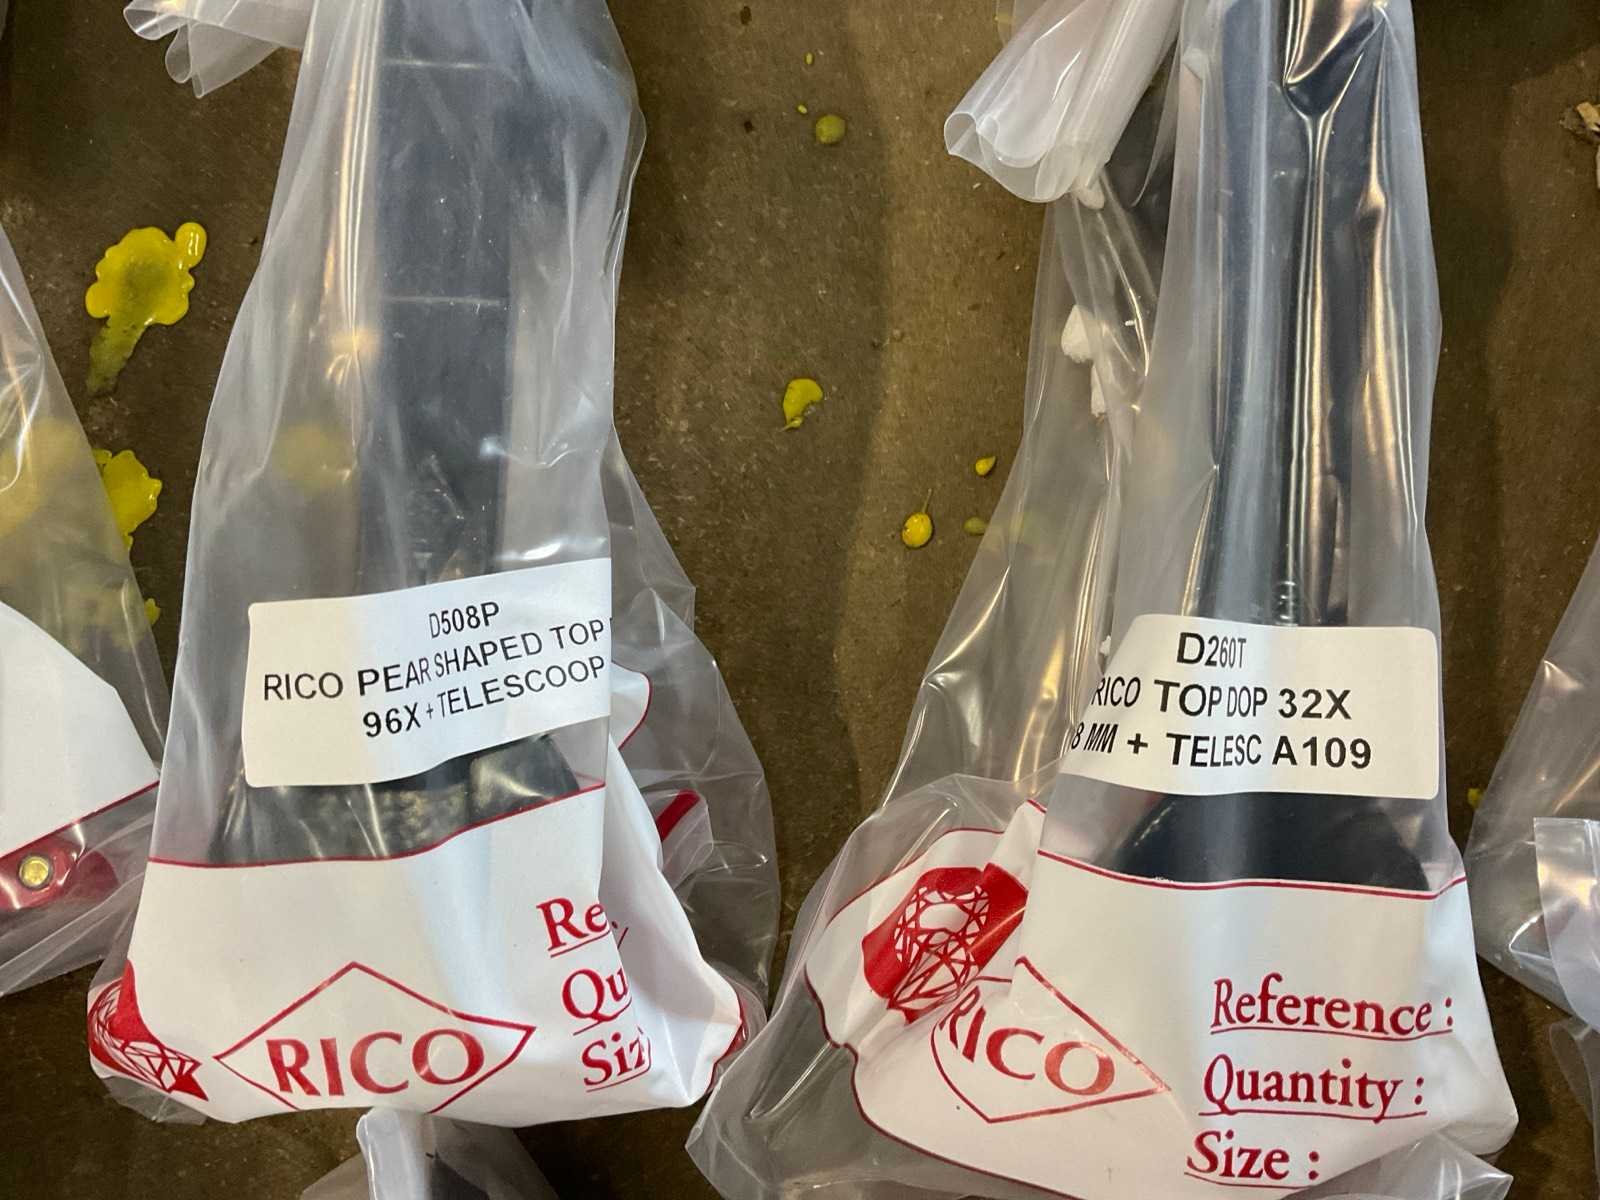 D508P
RICO PEAR SHAPED TOP
96X + TELESCOOP
RICO
D260T
RICO TOP DOP 32X
8 MM + TELESC A109
RICO
Reference :
Quantity :
Size :